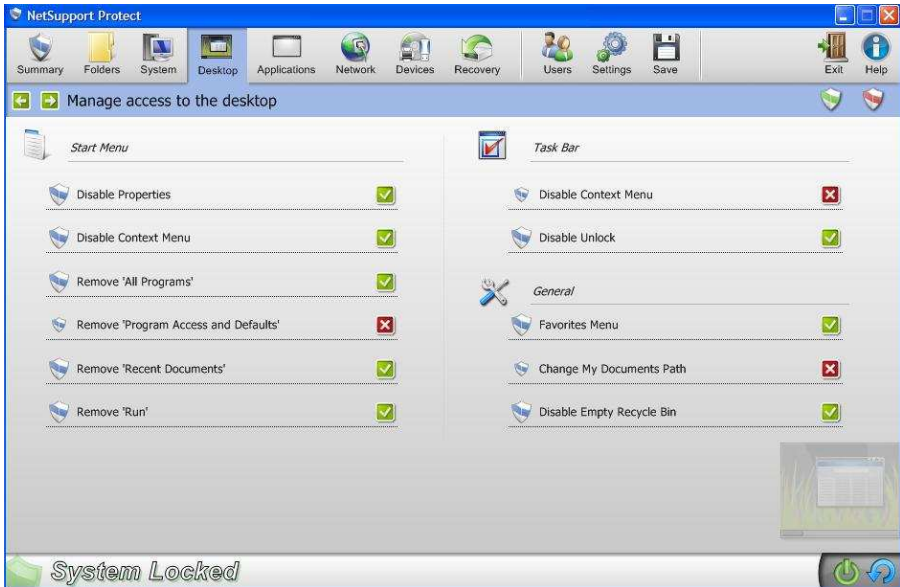 NetSupport Protect
Summary Folders System Desktop Applications Network Devices Recovery Users Settings Save Exit Help
Manage access to the desktop
Start Menu
Disable Properties
Disable Context Menu
Remove 'All Programs'
Remove 'Program Access and Defaults'
Remove 'Recent Documents'
Remove 'Run'
Task Bar
Disable Context Menu
Disable Unlock
General
Favorites Menu
Change My Documents Path
Disable Empty Recycle Bin
System Locked